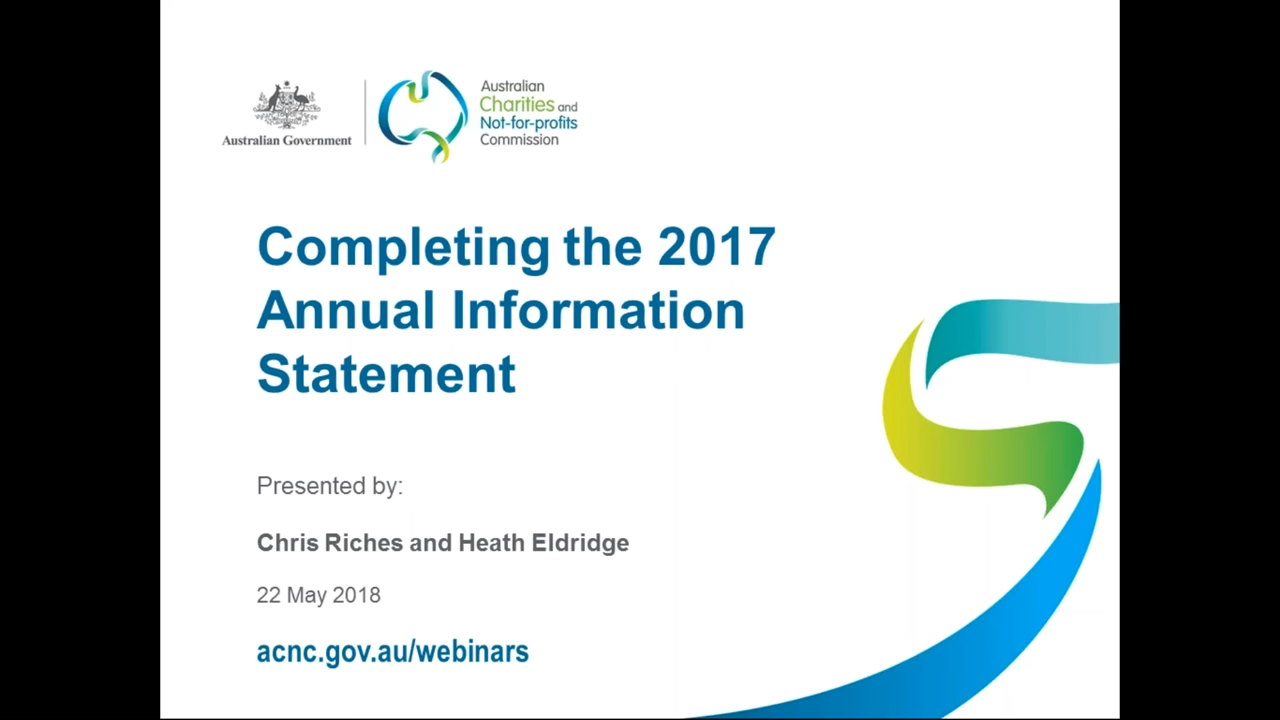 Australian Government
Australian
Charities and
Not-for-profits
Commission
Completing the 2017
Annual Information
Statement
Presented by:
Chris Riches and Heath Eldridge
22 May 2018
acnc.gov.au/webinars